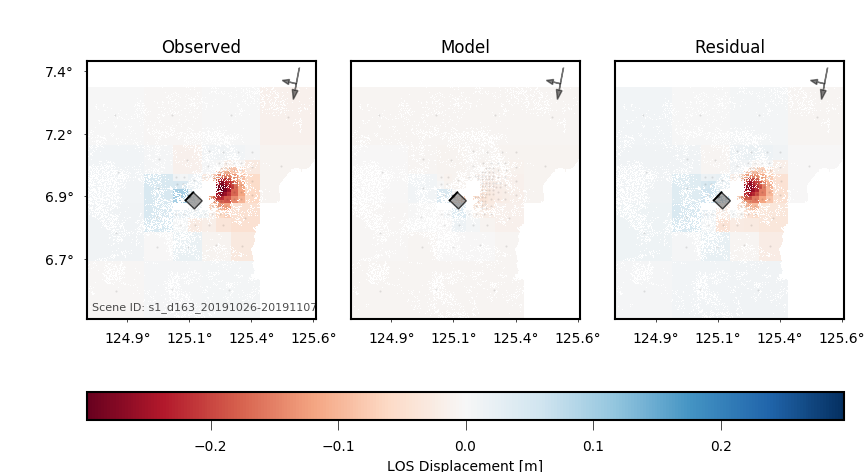 Observed Model Residual
7.4°
7.2°
6.9°
6.7°
Scene ID: s1_d163_20191026-20191107
124.9° 125.1° 125.4° 125.6° 124.9° 125.1° 125.4° 125.6° 124.9° 125.1° 125.4° 125.6°
−0.2 −0.1 0.0 0.1 0.2
LOS Displacement [m]